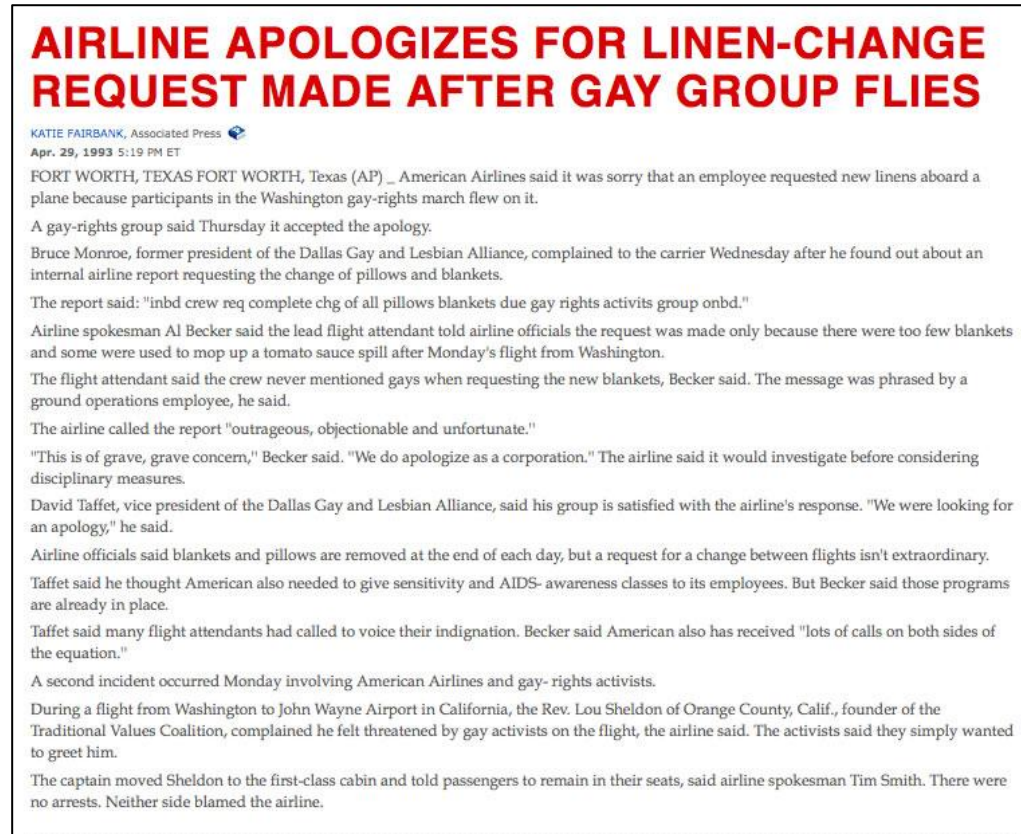 AIRLINE APOLOGIZES FOR LINEN-CHANGE
REQUEST MADE AFTER GAY GROUP FLIES
KATIE FAIRBANK, Associated Press
Apr. 29, 1993 5:19 PM ET
FORT WORTH, TEXAS FORT WORTH, Texas (AP) _ American Airlines said it was sorry that an employee requested new linens aboard a
plane because participants in the Washington gay-rights march flew on it.
A gay-rights group said Thursday it accepted the apology.
Bruce Monroe, former president of the Dallas Gay and Lesbian Alliance, complained to the carrier Wednesday after he found out about an
internal airline report requesting the change of pillows and blankets.
The report said: "inbd crew req complete chg of all pillows blankets due gay rights activits group onbd."
Airline spokesman Al Becker said the lead flight attendant told airline officials the request was made only because there were too few blankets
and some were used to mop up a tomato sauce spill after Monday's flight from Washington.
The flight attendant said the crew never mentioned gays when requesting the new blankets, Becker said. The message was phrased by a
ground operations employee, he said.
The airline called the report "outrageous, objectionable and unfortunate.''
"This is of grave, grave concern,'' Becker said. "We do apologize as a corporation." The airline said it would investigate before considering
disciplinary measures.
David Taffet, vice president of the Dallas Gay and Lesbian Alliance, said his group is satisfied with the airline's response. "We were looking for
an apology," he said.
Airline officials said blankets and pillows are removed at the end of each day, but a request for a change between flights isn't extraordinary.
Taffet said he thought American also needed to give sensitivity and AIDS- awareness classes to its employees. But Becker said those programs
are already in place.
Taffet said many flight attendants had called to voice their indignation. Becker said American also has received "lots of calls on both sides of
the equation."
A second incident occurred Monday involving American Airlines and gay- rights activists.
During a flight from Washington to John Wayne Airport in California, the Rev. Lou Sheldon of Orange County, Calif., founder of the
Traditional Values Coalition, complained he felt threatened by gay activists on the flight, the airline said. The activists said they simply wanted
to greet him.
The captain moved Sheldon to the first-class cabin and told passengers to remain in their seats, said airline spokesman Tim Smith. There were
no arrests. Neither side blamed the airline.